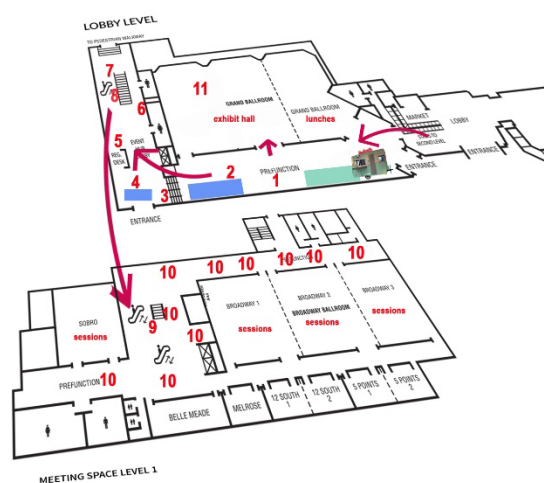 LOBBY LEVEL
TO PEDESTRIAN WALKWAY
7
8
6
11
GRAND BALLROOM
exhibit hall
GRAND BALLROOM
lunches
MARKET
LOBBY
SECOND LEVEL
ENTRANCE
ENTRANCE
5
EVENT
REG.
DESK
4
3
2
PREFUNCTION
1
ENTRANCE
10
10
10
10
10
10
10
SOBRO
sessions
9
10
10
BROADWAY 1
sessions
BROADWAY 2
BROADWAY BALLROOM
sessions
BROADWAY 3
sessions
PREFUNCTION
10
10
BELLE MEADE
MELROSE
12 SOUTH
1
12 SOUTH
2
5 POINTS
1
5 POINTS
2
MEETING SPACE LEVEL 1